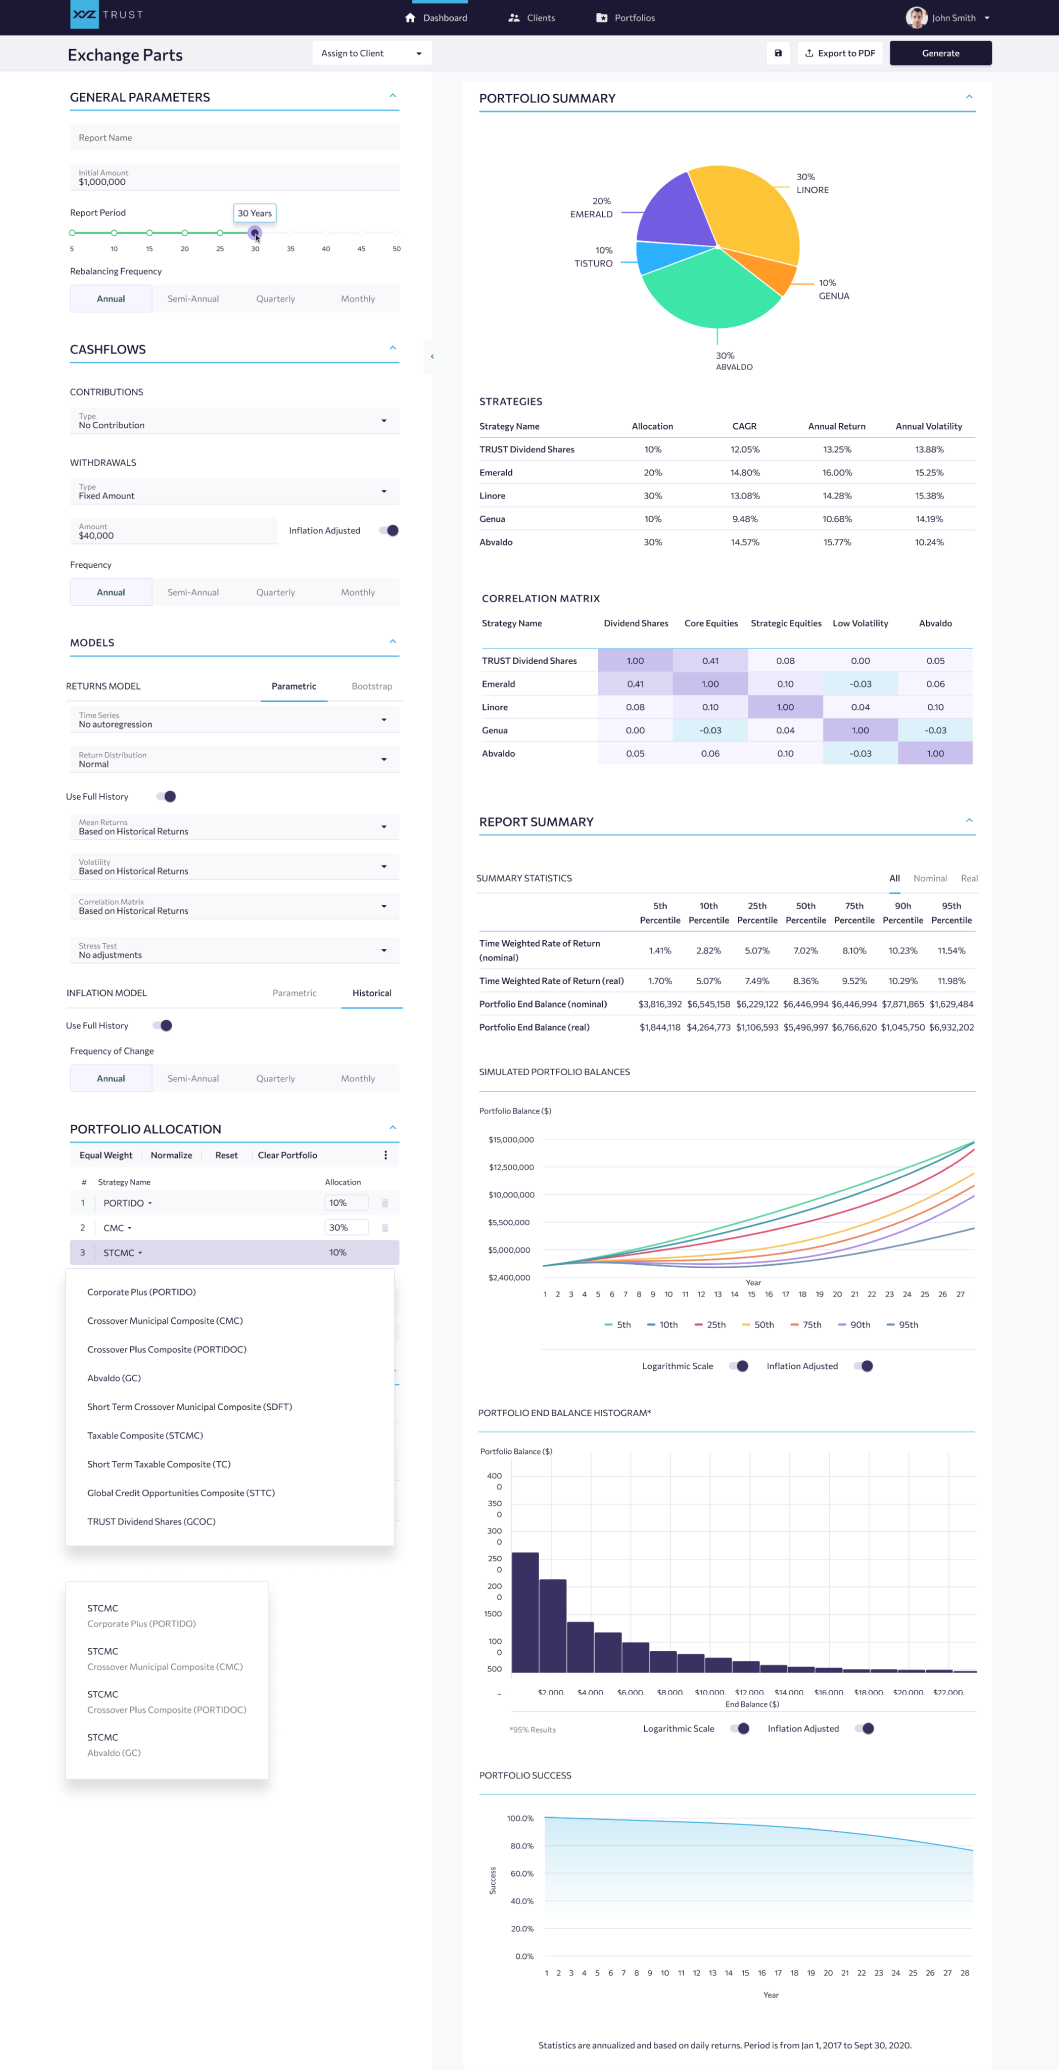 XYZ TRUST
Dashboard Clients Portfolios
John Smith
Exchange Parts
Assign to Client
Export to PDF
Generate
GENERAL PARAMETERS
Report Name
Initial Amount
$1,000,000
Report Period
30 Years
5 10 15 20 25 30 35 40 45 50
Rebalancing Frequency
Annual Semi-Annual Quarterly Monthly
CASHFLOWS
CONTRIBUTIONS
Type
No Contribution
WITHDRAWALS
Type
Fixed Amount
Amount
$40,000
Inflation Adjusted
Frequency
Annual Semi-Annual Quarterly Monthly
MODELS
RETURNS MODEL Parametric Bootstrap
Time Series
No autoregression
Return Distribution
Normal
Use Full History
Mean Returns
Based on Historical Returns
Volatility
Based on Historical Returns
Correlation Matrix
Based on Historical Returns
Stress Test
No adjustments
INFLATION MODEL Parametric Historical
Use Full History
Frequency of Change
Annual Semi-Annual Quarterly Monthly
PORTFOLIO ALLOCATION
Equal Weight Normalize Reset Clear Portfolio
# Strategy Name Allocation
1 PORTIDO 10%
2 CMC 30%
3 STCMC 10%
Corporate Plus (PORTIDO)
Crossover Municipal Composite (CMC)
Crossover Plus Composite (PORTIDOC)
Abvaldo (GC)
Short Term Crossover Municipal Composite (SDFT)
Taxable Composite (STCMC)
Short Term Taxable Composite (TC)
Global Credit Opportunities Composite (STTC)
TRUST Dividend Shares (GCOC)
STCMC
Corporate Plus (PORTIDO)
STCMC
Crossover Municipal Composite (CMC)
STCMC
Crossover Plus Composite (PORTIDOC)
STCMC
Abvaldo (GC)
PORTFOLIO SUMMARY
30%
LINORE
20%
EMERALD
10%
TISTURO
10%
GENUA
30%
ABVALDO
STRATEGIES
Strategy Name Allocation CAGR Annual Return Annual Volatility
TRUST Dividend Shares 10% 12.05% 13.25% 13.88%
Emerald 20% 14.80% 16.00% 15.25%
Linore 30% 13.08% 14.28% 15.38%
Genua 10% 9.48% 10.68% 14.19%
Abvaldo 30% 14.57% 15.77% 10.24%
CORRELATION MATRIX
Strategy Name Dividend Shares Core Equities Strategic Equities Low Volatility Abvaldo
TRUST Dividend Shares 1.00 0.41 0.08 0.00 0.05
Emerald 0.41 1.00 0.10 -0.03 0.06
Linore 0.08 0.10 1.00 0.04 0.10
Genua 0.00 -0.03 0.04 1.00 -0.03
Abvaldo 0.05 0.06 0.10 -0.03 1.00
REPORT SUMMARY
SUMMARY STATISTICS All Nominal Real
5th 10th 25th 50th 75th 90h 95th
Percentile Percentile Percentile Percentile Percentile Percentile Percentile
Time Weighted Rate of Return
(nominal) 1.41% 2.82% 5.07% 7.02% 8.10% 10.23% 11.54%
Time Weighted Rate of Return (real) 1.70% 5.07% 7.49% 8.36% 9.52% 10.29% 11.98%
Portfolio End Balance (nominal) $3,816,392 $6,545,158 $6,229,122 $6,446,994 $6,446,994 $7,871,865 $1,629,484
Portfolio End Balance (real) $1,844,118 $4,264,773 $1,106,593 $5,496,997 $6,766,620 $1,045,750 $6,932,202
SIMULATED PORTFOLIO BALANCES
Portfolio Balance ($)
$15,000,000
$12,500,000
$10,000,000
$5,500,000
$5,000,000
$2,400,000
Year
1 2 3 4 5 6 7 8 9 10 11 12 13 14 15 16 17 18 19 20 21 22 23 24 25 26 27
5th 10th 25th 50th 75th 90th 95th
Logarithmic Scale Inflation Adjusted
PORTFOLIO END BALANCE HISTOGRAM*
Portfolio Balance ($)
400
0
350
0
300
0
250
0
200
0
1500
100
0
500
$2,000, $4,000, $6,000, $8,000, $10,000, $12,000, $14,000, $16,000, $18,000, $20,000, $22,000,
End Balance ($)
*95% Results
Logarithmic Scale Inflation Adjusted
PORTFOLIO SUCCESS
100.0%
80.0%
60.0%
40.0%
20.0%
0.0%
Success
1 2 3 4 5 6 7 8 9 10 11 12 13 14 15 16 17 18 19 20 21 22 23 24 25 26 27 28
Year
Statistics are annualized and based on daily returns. Period is from Jan 1, 2017 to Sept 30, 2020.